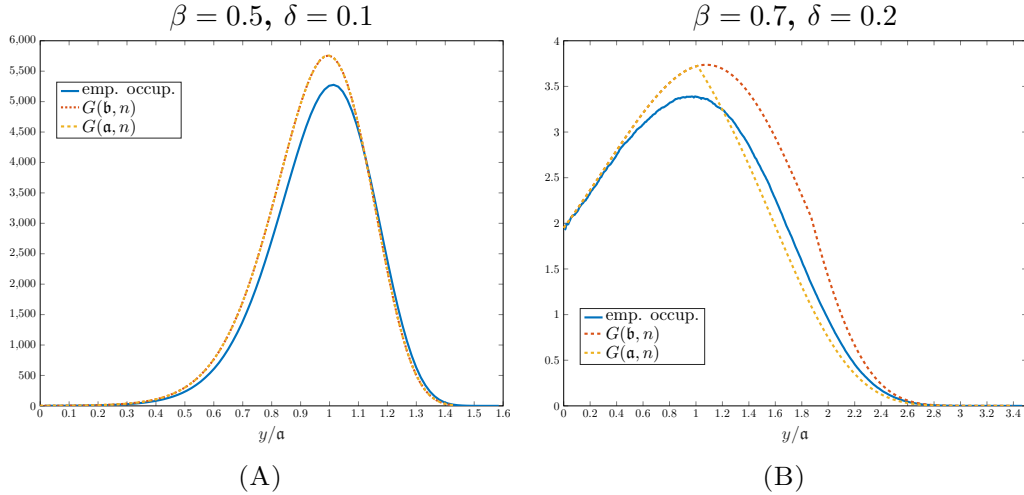 β = 0.5, δ = 0.1
6,000
5,500
5,000
4,500
4,000
3,500
3,000
2,500
2,000
1,500
1,000
500
0
emp. occup.
G(𝔟, n)
G(𝔞, n)
0 0.1 0.2 0.3 0.4 0.5 0.6 0.7 0.8 0.9 1.0 1.1 1.2 1.3 1.4 1.5 1.6
y/𝔞
(A)
β = 0.7, δ = 0.2
4
3.5
3
2.5
2
1.5
1
0.5
0
emp. occup.
G(𝔟, n)
G(𝔞, n)
0 0.2 0.4 0.6 0.8 1 1.2 1.4 1.6 1.8 2 2.2 2.4 2.6 2.8 3 3.2 3.4
y/𝔞
(B)